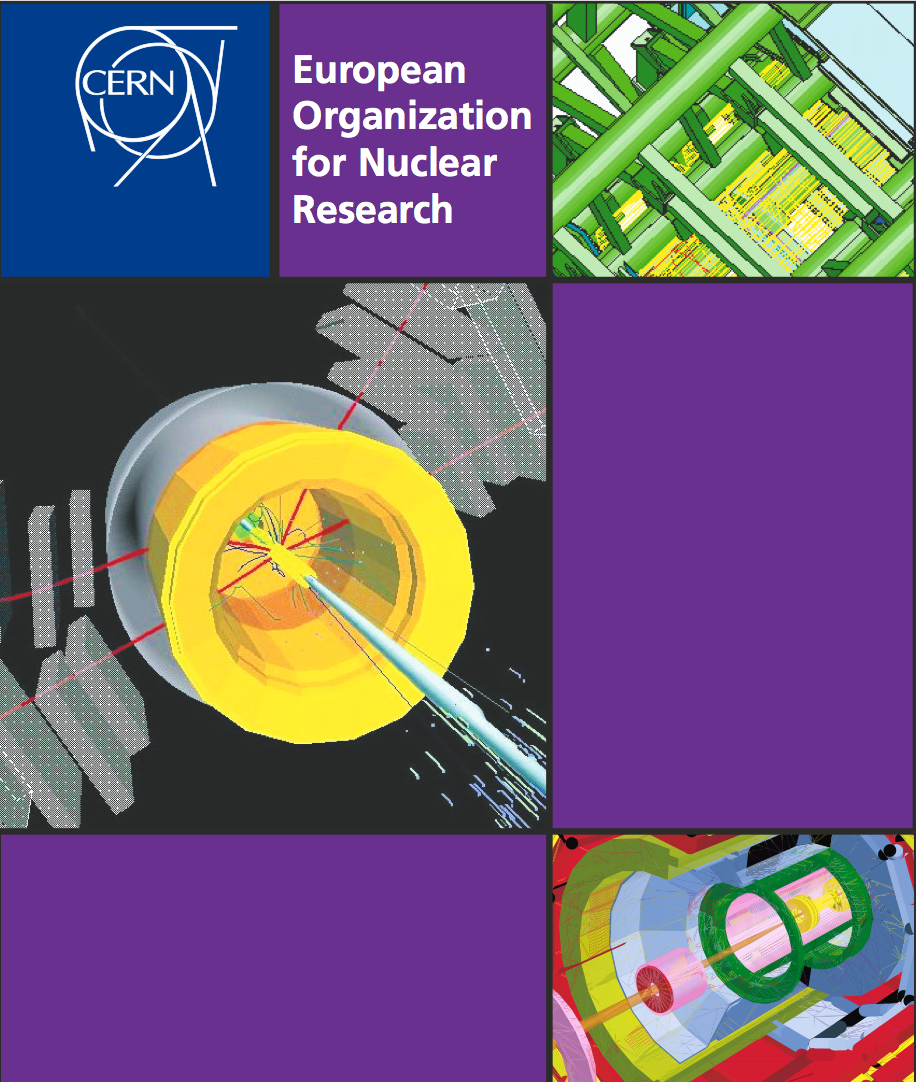 CERN
European
Organization
for Nuclear
Research